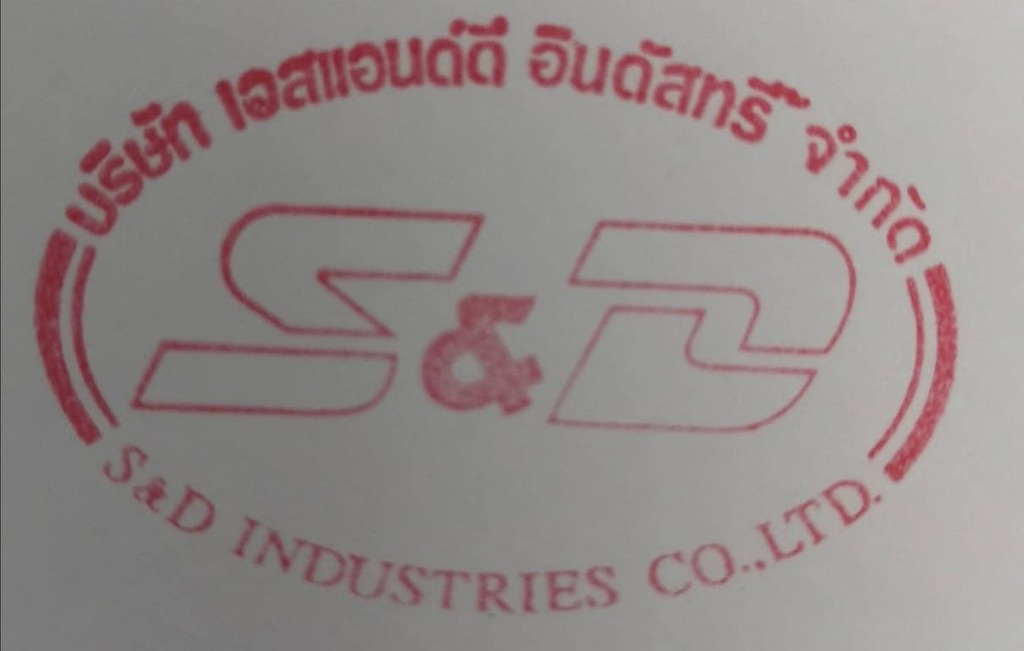 บริษัท เอสแอนด์ดี อินดัสทรี้ส์ จำกัด
S&D
S&D INDUSTRIES CO.,LTD.